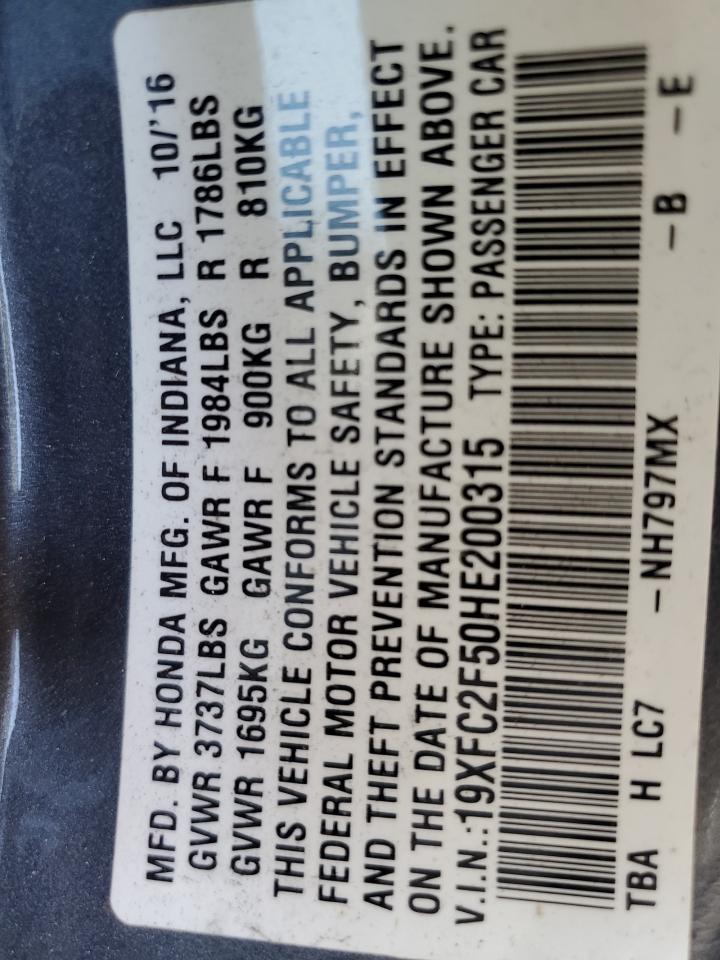 MFD. BY HONDA MFG. OF INDIANA, LLC 10/'16
GVWR 3737LBS GAWR F 1984LBS R 1786LBS
GVWR 1695KG GAWR F 900KG R 810KG
THIS VEHICLE CONFORMS TO ALL APPLICABLE
FEDERAL MOTOR VEHICLE SAFETY, BUMPER,
AND THEFT PREVENTION STANDARDS IN EFFECT
ON THE DATE OF MANUFACTURE SHOWN ABOVE.
V.I.N.:19XFC2F50HE200315 TYPE: PASSENGER CAR
TBA H LC7 -NH797MX -B -E